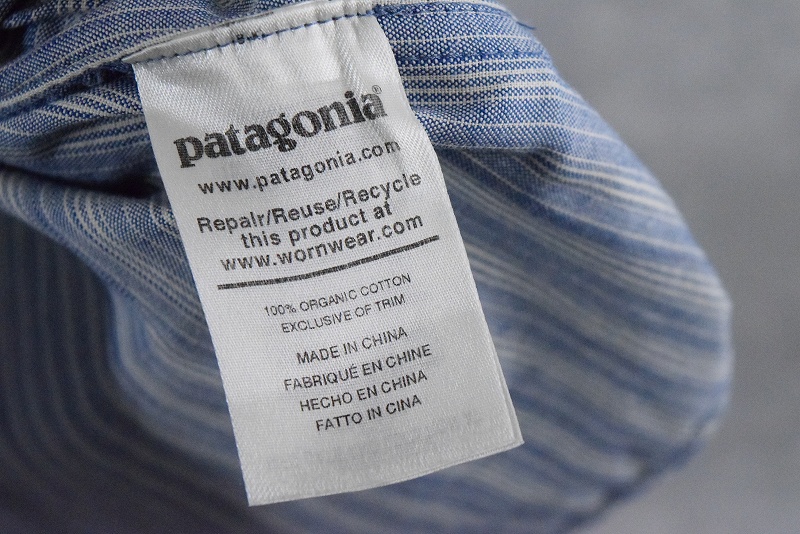 patagonia®
www.patagonia.com
Repair/Reuse/Recycle
this product at
www.wornwear.com
100% ORGANIC COTTON
EXCLUSIVE OF TRIM
MADE IN CHINA
FABRIQUÉ EN CHINE
HECHO EN CHINA
FATTO IN CINA